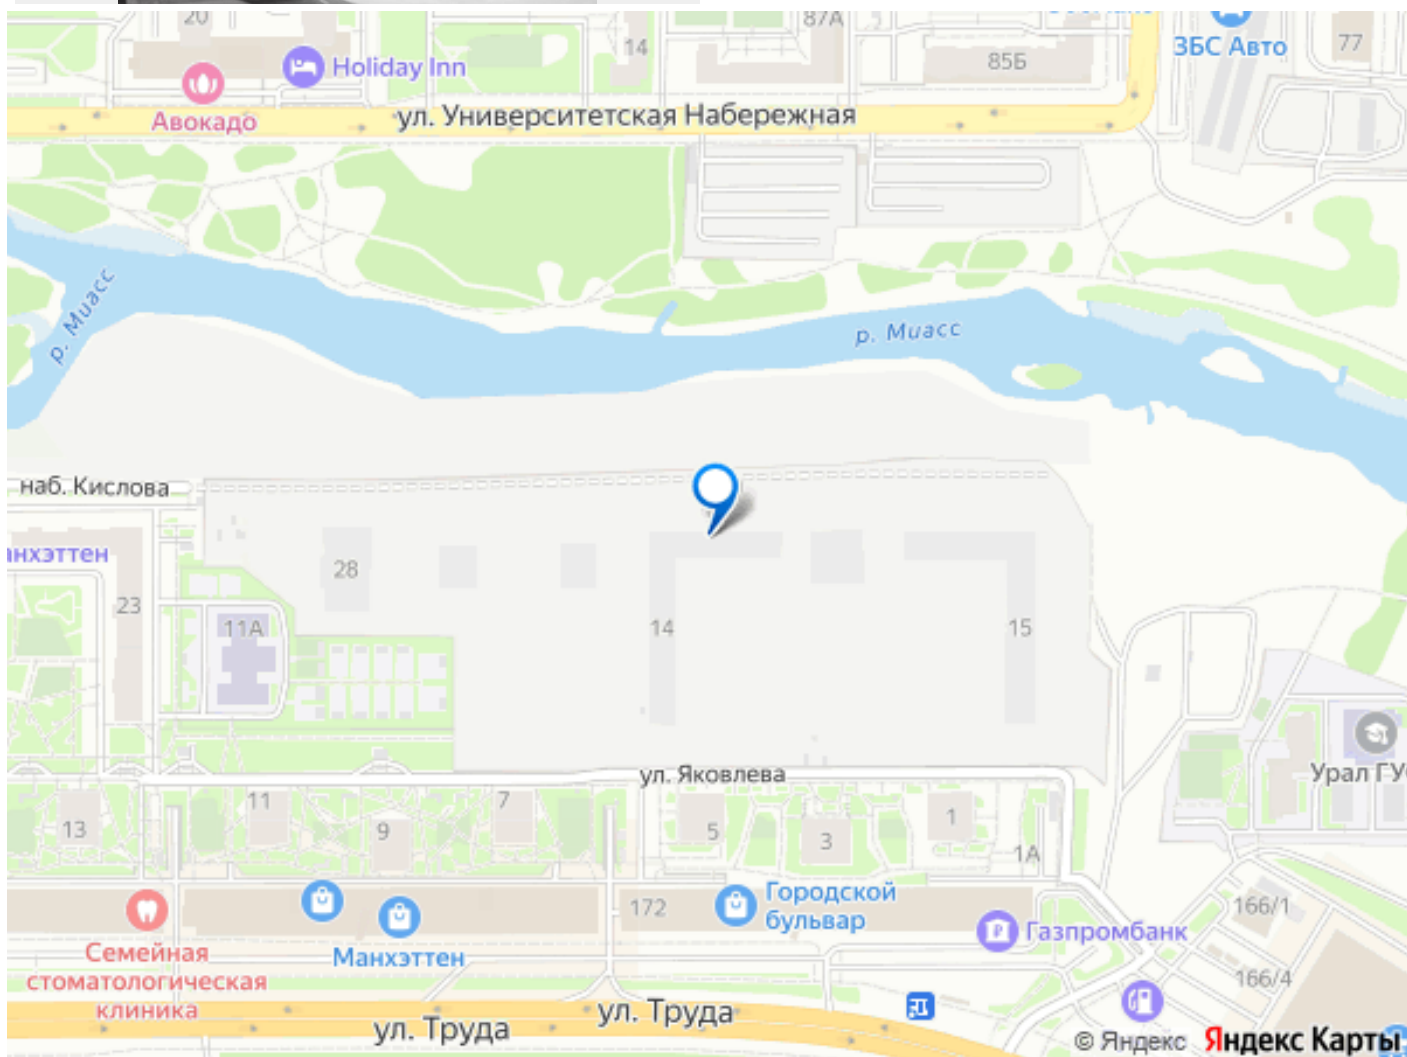 20
87А
14
Holiday Inn
85Б
ЗБС Авто
77
Авокадо
ул. Университетская Набережная
р. Миасс
р. Миасс
наб. Кислова
28
23
11А
14
15
ул. Яковлева
Урал ГУ
13
11
9
7
5
3
1
1А
172
Городской
бульвар
166/1
Газпромбанк
Семейная
стоматологическая
клиника
Манхэттен
166/4
ул. Труда
ул. Труда
© Яндекс Яндекс Карты